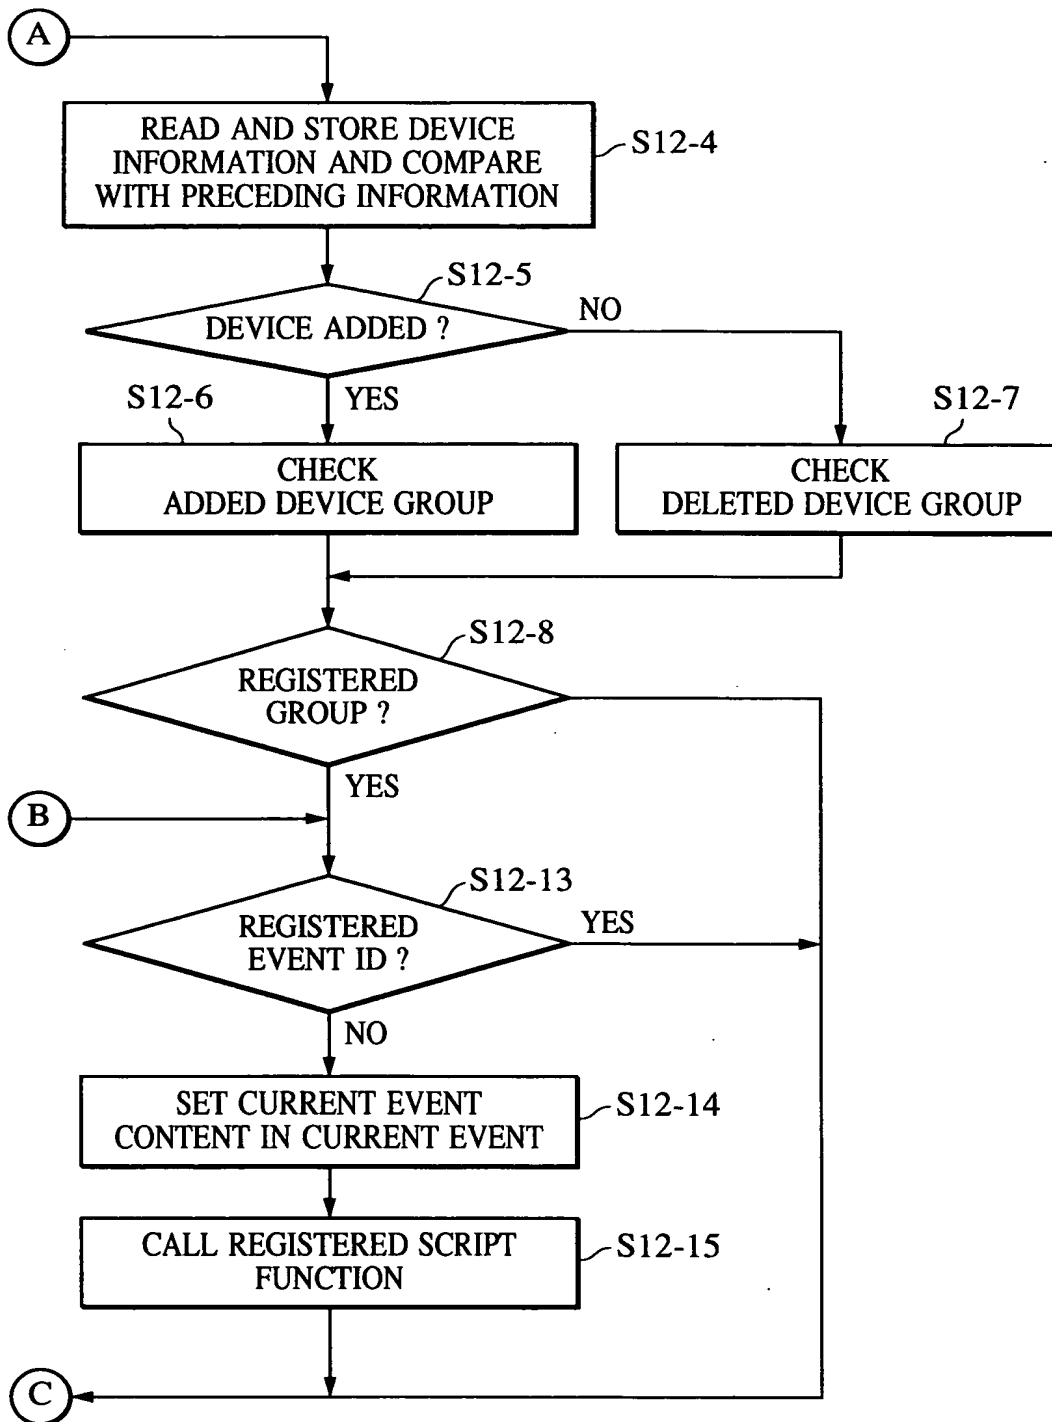 A
READ AND STORE DEVICE
INFORMATION AND COMPARE
WITH PRECEDING INFORMATION
S12-4
S12-5
DEVICE ADDED ?
NO
YES
S12-6
CHECK
ADDED DEVICE GROUP
S12-7
CHECK
DELETED DEVICE GROUP
S12-8
REGISTERED
GROUP ?
YES
B
S12-13
REGISTERED
EVENT ID ?
YES
NO
SET CURRENT EVENT
CONTENT IN CURRENT EVENT
S12-14
CALL REGISTERED SCRIPT
FUNCTION
S12-15
C